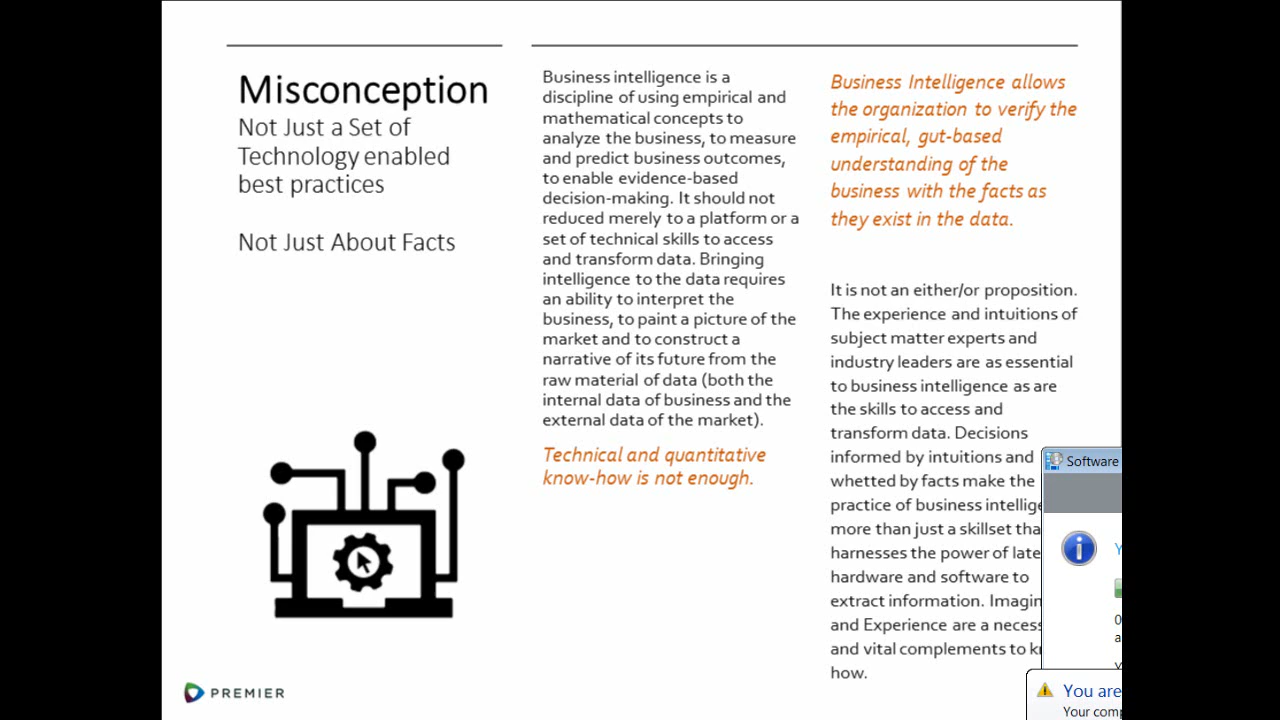 Misconception
Not Just a Set of
Technology enabled
best practices
Not Just About Facts
Business intelligence is a
discipline of using empirical and
mathematical concepts to
analyze the business, to measure
and predict business outcomes,
to enable evidence-based
decision-making. It should not
reduced merely to a platform or a
set of technical skills to access
and transform data. Bringing
intelligence to the data requires
an ability to interpret the
business, to paint a picture of the
market and to construct a
narrative of its future from the
raw material of data (both the
internal data of business and the
external data of the market).
Technical and quantitative
know-how is not enough.
Business Intelligence allows
the organization to verify the
empirical, gut-based
understanding of the
business with the facts as
they exist in the data.
It is not an either/or proposition.
The experience and intuitions of
subject matter experts and
industry leaders are as essential
to business intelligence as are
the skills to access and
transform data. Decisions
informed by intuitions and
whetted by facts make the
practice of business intellige
more than just a skillset tha
harnesses the power of late
hardware and software to
extract information. Imagin
and Experience are a necess
and vital complements to k
how.
PREMIER
Software
You are
Your comp